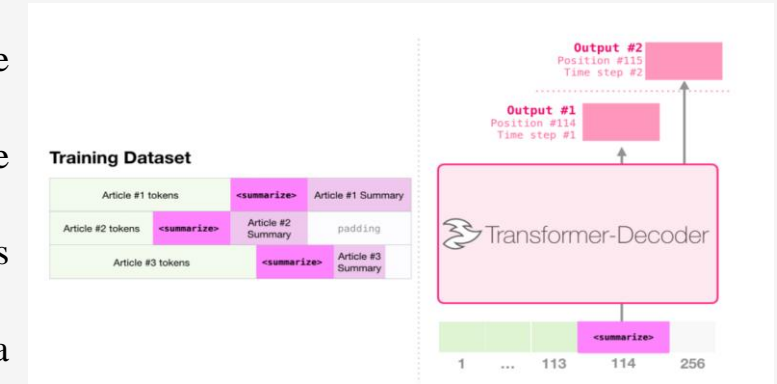 e
e
s
a
Training Dataset
Article #1 tokens <summarize> Article #1 Summary
Article #2 tokens <summarize> Article #2
Summary padding
Article #3 tokens <summarize> Article #3
Summary
Output #2
Position #115
Time step #2
Output #1
Position #114
Time step #1
Transformer-Decoder
<summarize>
1 ... 113 114 256